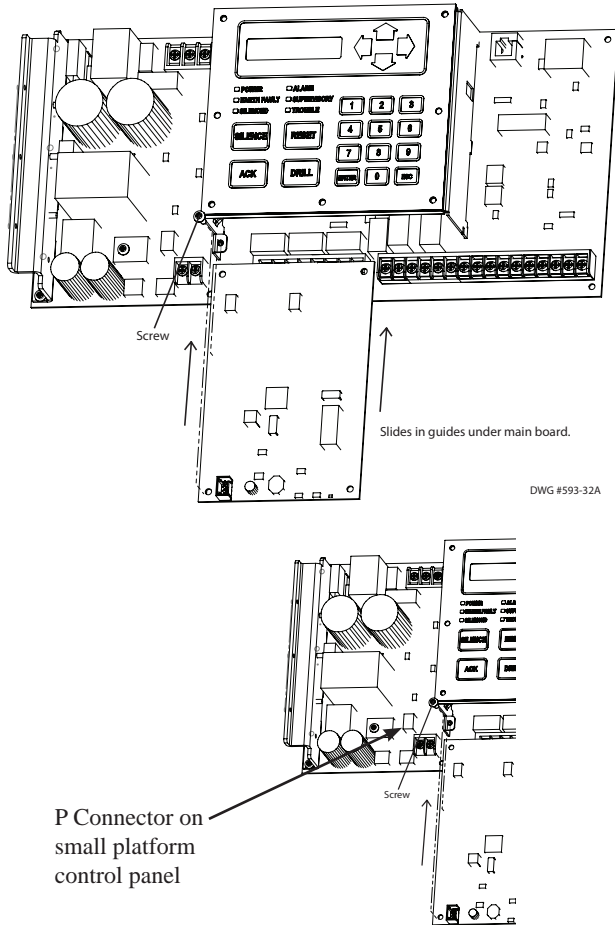 POWER
ALARM
EARTH FAULT
SUPERVISORY
SILENCED
TROUBLE
SILENCE
RESET
ACK
DRILL
1 2 3
4 5 6
7 8 9
ENTER 0 ESC
Screw
Slides in guides under main board.
DWG #593-32A
POWER
EARTH FAULT
SILENCED
SILENCE
ACK
Screw
P Connector on
small platform
control panel